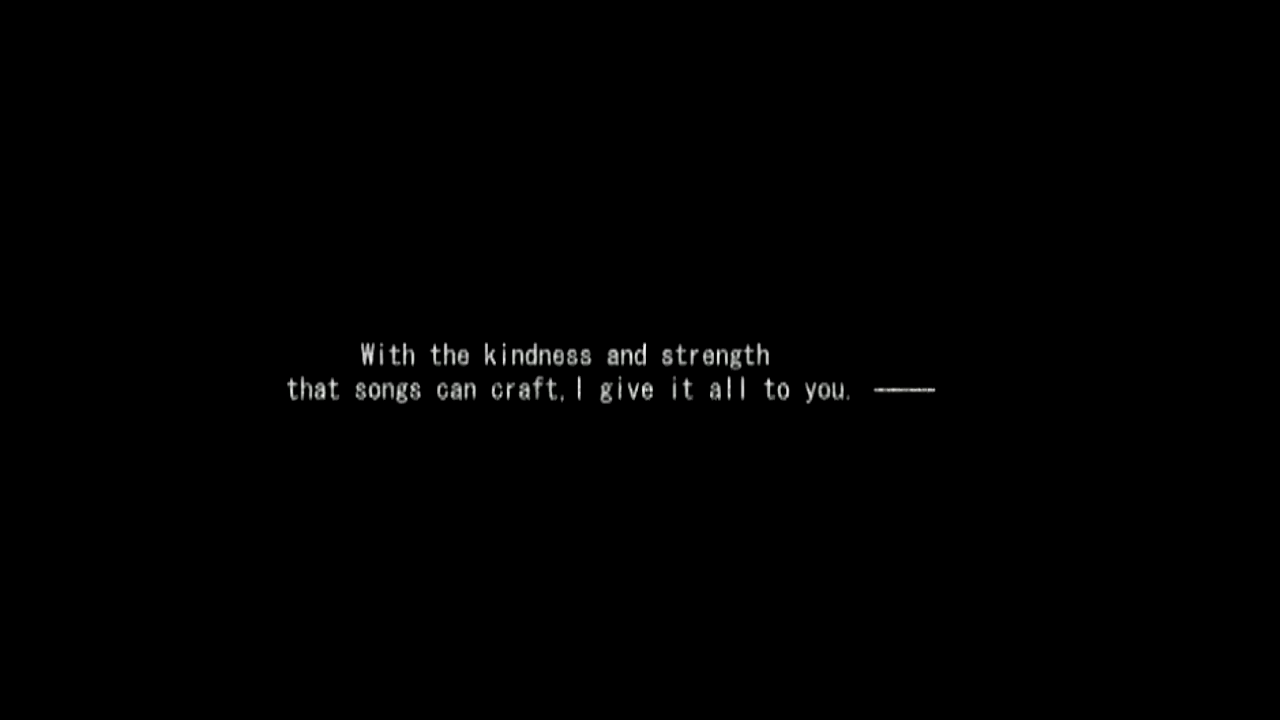 With the kindness and strength
that songs can craft, I give it all to you. ――